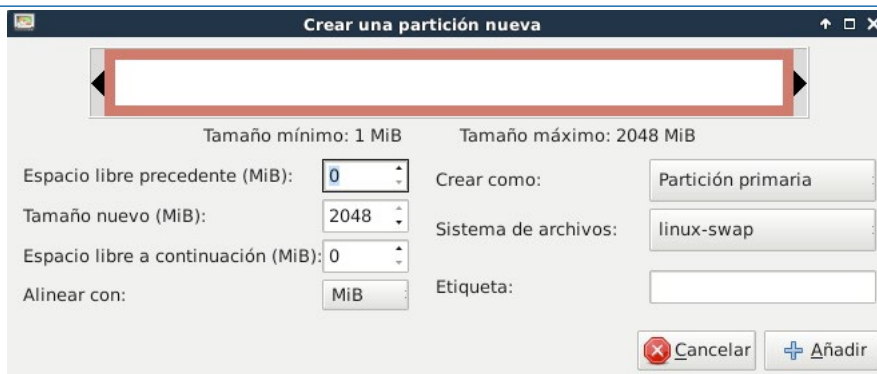 Crear una partición nueva
Tamaño mínimo: 1 MiB Tamaño máximo: 2048 MiB
Espacio libre precedente (MiB): 0
Tamaño nuevo (MiB): 2048
Espacio libre a continuación (MiB): 0
Alinear con: MiB
Crear como: Partición primaria
Sistema de archivos: linux-swap
Etiqueta:
Cancelar Añadir